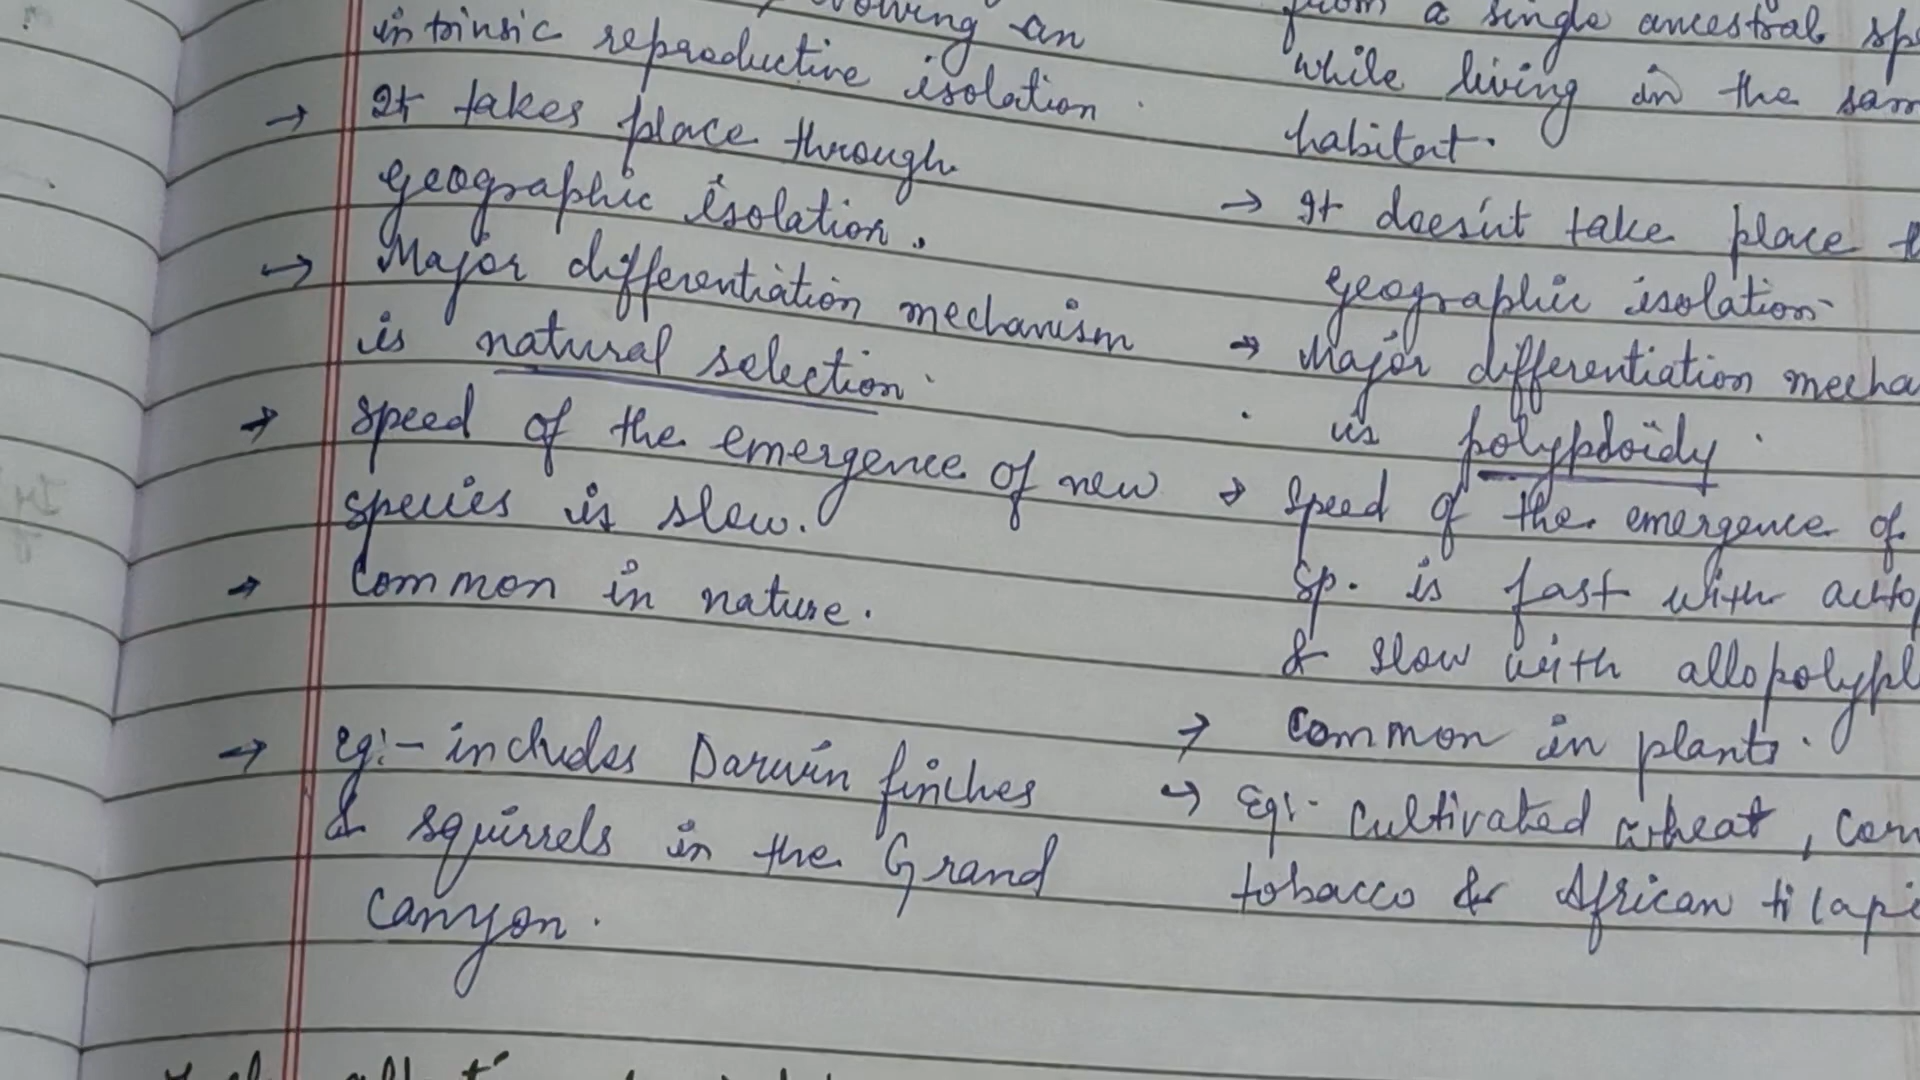 evolving an
intrinsic reproductive isolation.
→ It takes place through
geographic isolation.
→ Major differentiation mechanism
is natural selection.
→ Speed of the emergence of new
species is slow.
→ Common in nature.
→ eg:- includes Darwin finches
& squirrels in the Grand
Canyon.
from a single ancestral
while living in the
habitat.
→ It doesn't take place
geographic isolation
→ Major differentiation
is polyploidy.
→ Speed of the emergence of
sp. is fast with
& slow with
→ Common in plants.
→ Eg:- Cultivated wheat,
tobacco & African